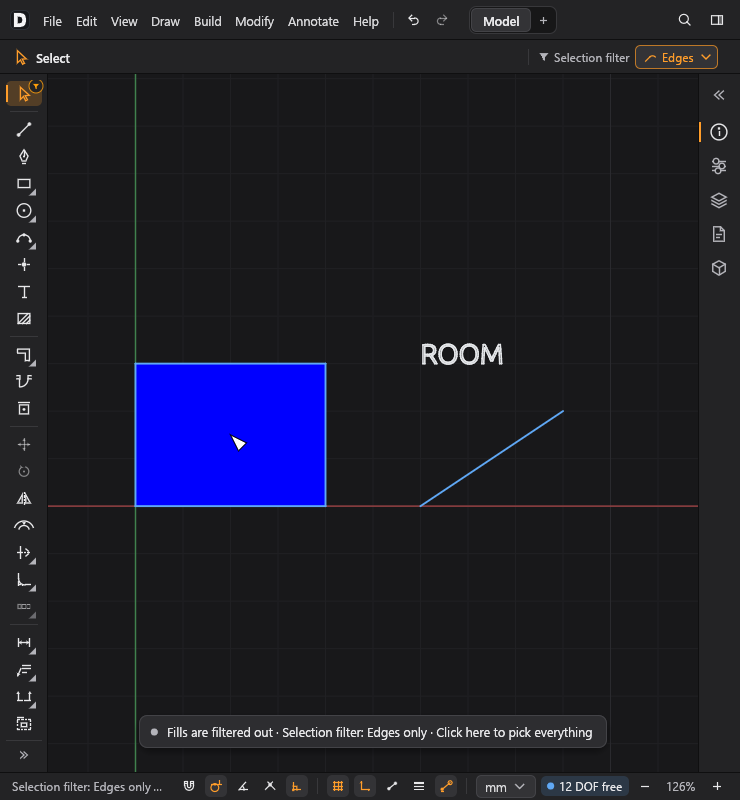 D File Edit View Draw Build Modify Annotate Help Model +
Select Selection filter Edges
ROOM
Fills are filtered out · Selection filter: Edges only · Click here to pick everything
Selection filter: Edges only ... mm 12 DOF free − 126% +